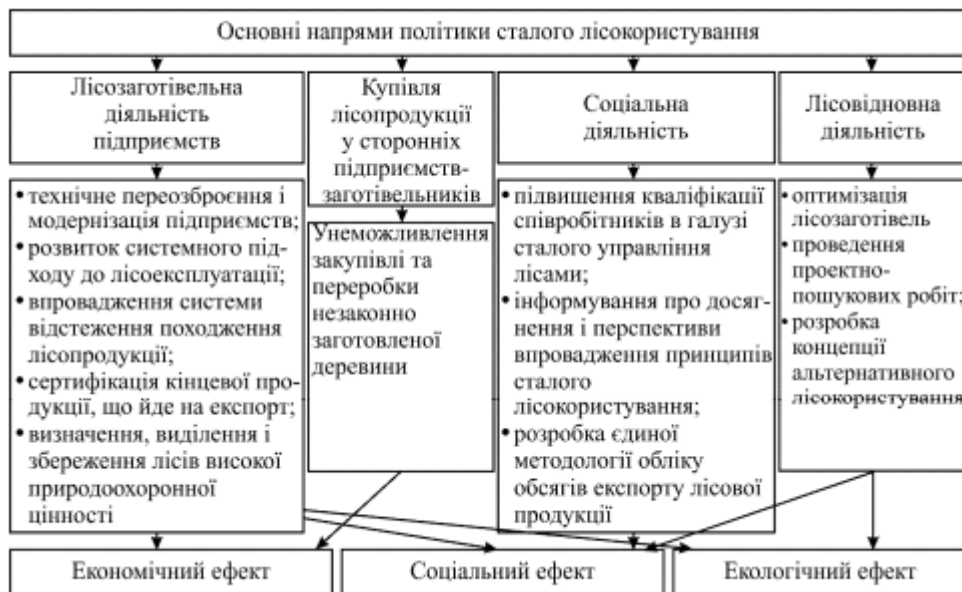 Основні напрями політики сталого лісокористування
Лісозаготівельна
діяльність
підприємств
Купівля
лісопродукції
у сторонніх
підприємств-
заготівельників
Соціальна
діяльність
Лісовідновна
діяльність
• технічне переозброєння і
модернізація підприємств;
• розвиток системного під-
ходу до лісоексплуатації;
• впровадження системи
відстеження походження
лісопродукції;
• сертифікація кінцевої про-
дукції, що йде на експорт;
• визначення, виділення і
збереження лісів високої
природоохоронної
цінності
Унеможливлення
закупівлі та
переробки
незаконно
заготовленої
деревини
• підвищення кваліфікації
співробітників в галузі
сталого управління
лісами;
• інформування про досяг-
нення і перспективи
впровадження принципів
сталого
лісокористування;
• розробка єдиної
методології обліку
обсягів експорту лісової
продукції
• оптимізація
лісозаготівель
• проведення
проектно-
пошукових робіт;
• розробка
концепції
альтернативного
лісокористування
Економічний ефект
Соціальний ефект
Екологічний ефект